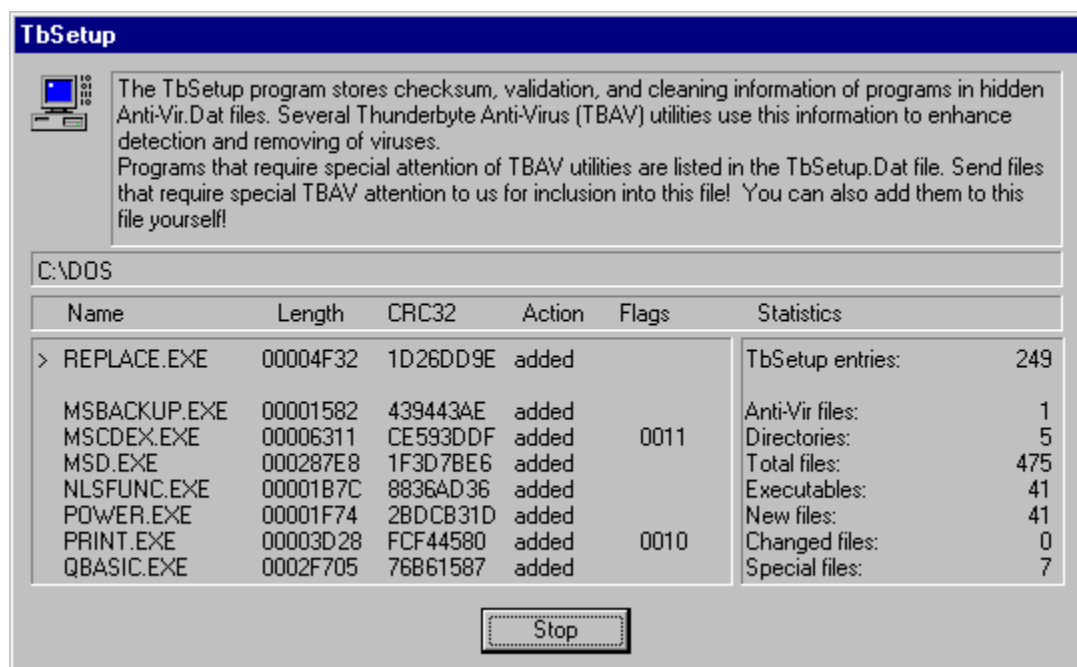 TbSetup
The TbSetup program stores checksum, validation, and cleaning information of programs in hidden
Anti-Vir.Dat files. Several Thunderbyte Anti-Virus (TBAV) utilities use this information to enhance
detection and removing of viruses.
Programs that require special attention of TBAV utilities are listed in the TbSetup.Dat file. Send files
that require special TBAV attention to us for inclusion into this file!  You can also add them to this
file yourself!
C:\DOS
Name Length CRC32 Action Flags Statistics
> REPLACE.EXE 00004F32 1D26DD9E added TbSetup entries: 249
MSBACKUP.EXE 00001582 439443AE added Anti-Vir files: 1
MSCDEX.EXE 00006311 CE593DDF added 0011 Directories: 5
MSD.EXE 000287E8 1F3D7BE6 added Total files: 475
NLSFUNC.EXE 00001B7C 8836AD36 added Executables: 41
POWER.EXE 00001F74 2BDCB31D added New files: 41
PRINT.EXE 00003D28 FCF44580 added 0010 Changed files: 0
QBASIC.EXE 0002F705 76B61587 added Special files: 7
Stop